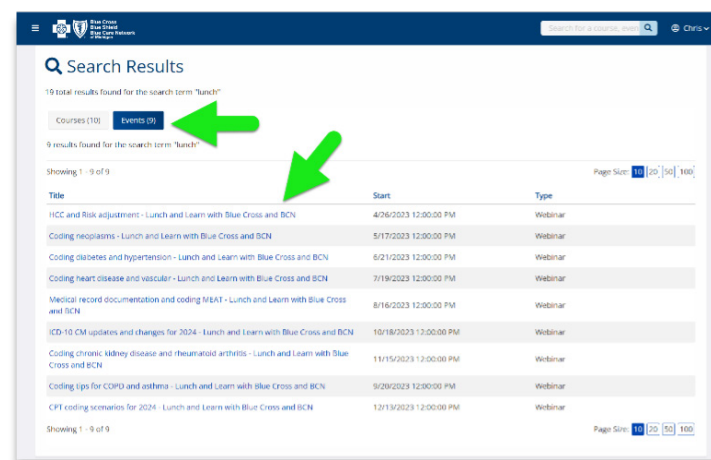 Blue Cross
Blue Shield
Blue Care Network
of Michigan
Search for a course, even
Chris
Search Results
19 total results found for the search term "lunch"
Courses (10) Events (9)
9 results found for the search term "lunch"
Showing 1 - 9 of 9 Page Size: 10 20 50 100
Title Start Type
HCC and Risk adjustment - Lunch and Learn with Blue Cross and BCN 4/26/2023 12:00:00 PM Webinar
Coding neoplasms - Lunch and Learn with Blue Cross and BCN 5/17/2023 12:00:00 PM Webinar
Coding diabetes and hypertension - Lunch and Learn with Blue Cross and BCN 6/21/2023 12:00:00 PM Webinar
Coding heart disease and vascular - Lunch and Learn with Blue Cross and BCN 7/19/2023 12:00:00 PM Webinar
Medical record documentation and coding MEAT - Lunch and Learn with Blue Cross
and BCN 8/16/2023 12:00:00 PM Webinar
ICD-10 CM updates and changes for 2024 - Lunch and Learn with Blue Cross and BCN 10/18/2023 12:00:00 PM Webinar
Coding chronic kidney disease and rheumatoid arthritis - Lunch and Learn with Blue
Cross and BCN 11/15/2023 12:00:00 PM Webinar
Coding tips for COPD and asthma - Lunch and Learn with Blue Cross and BCN 9/20/2023 12:00:00 PM Webinar
CPT coding scenarios for 2024 - Lunch and Learn with Blue Cross and BCN 12/13/2023 12:00:00 PM Webinar
Showing 1 - 9 of 9 Page Size: 10 20 50 100